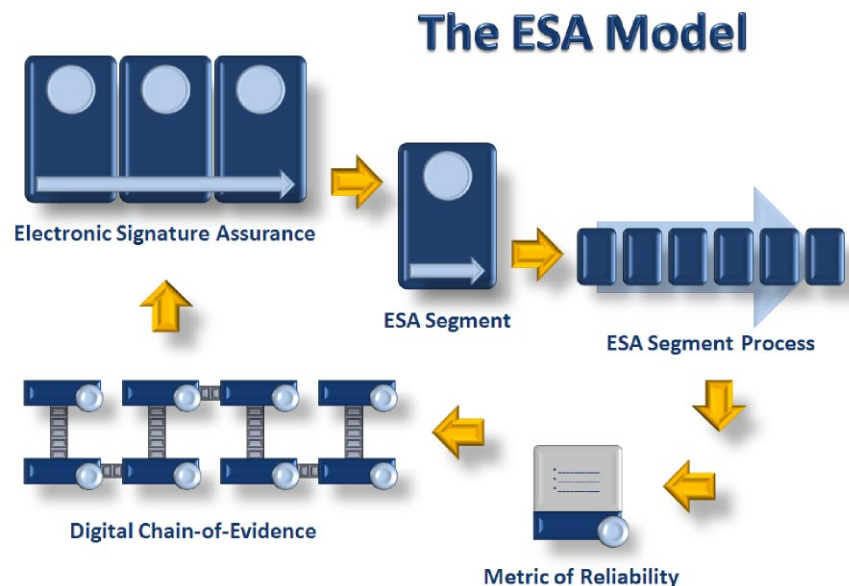 The ESA Model
Electronic Signature Assurance
ESA Segment
ESA Segment Process
Digital Chain-of-Evidence
Metric of Reliability